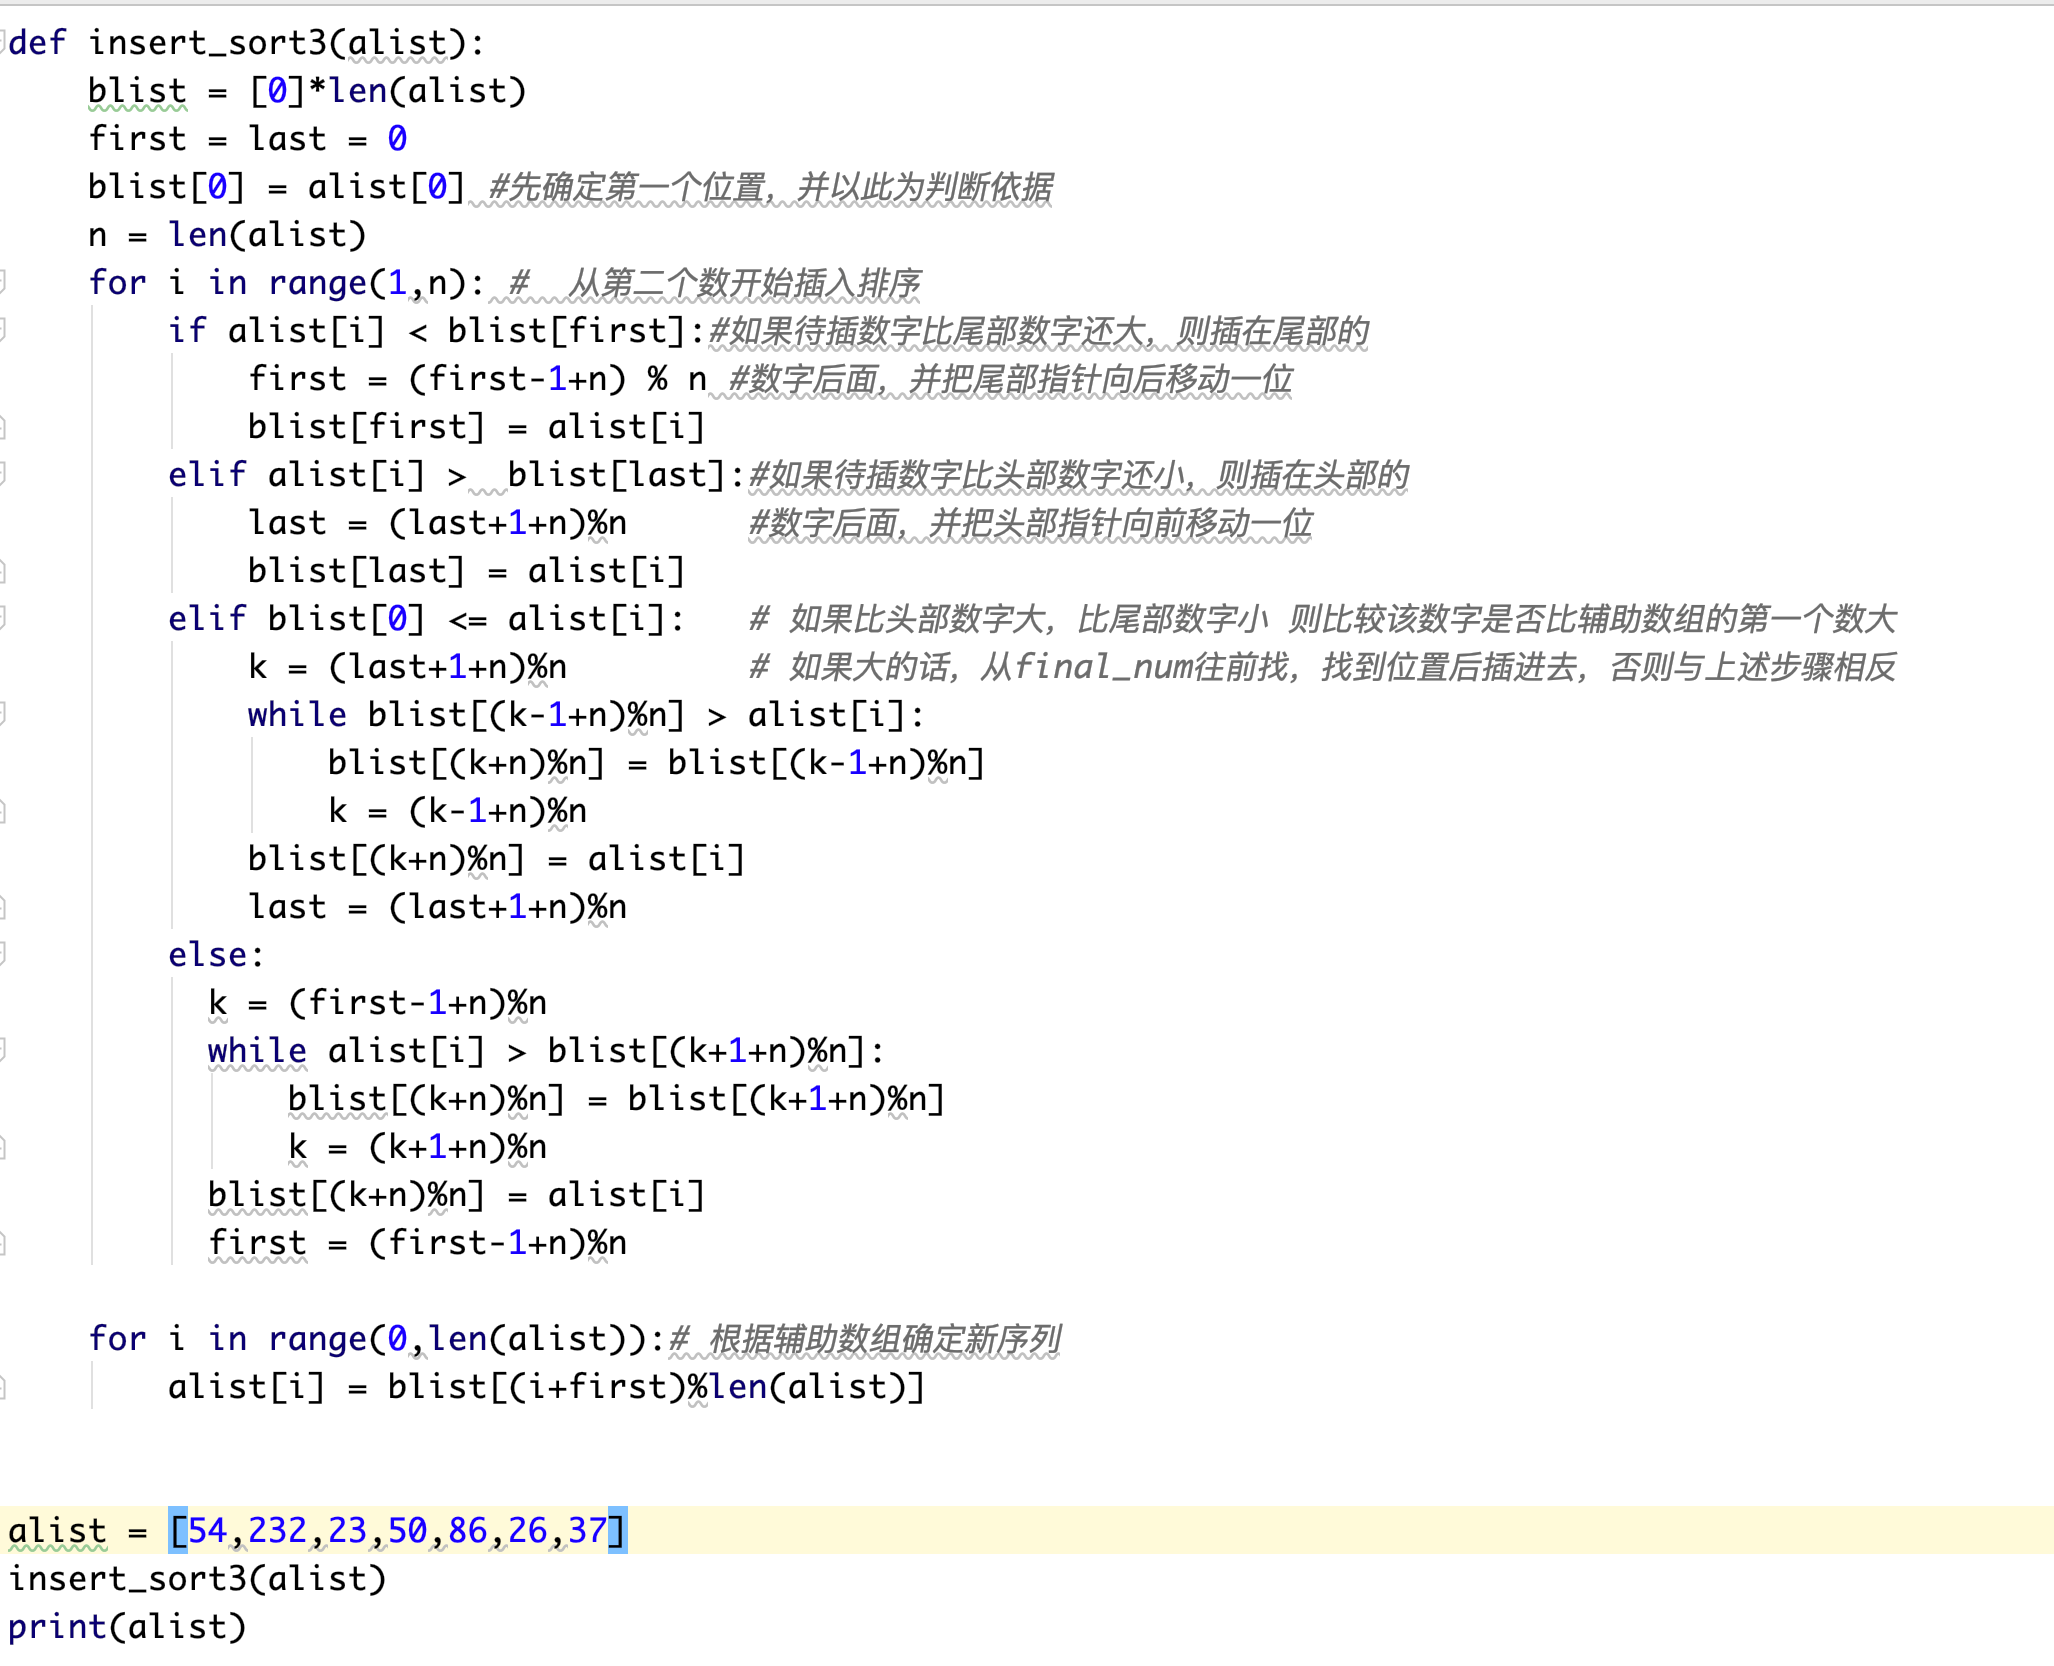 def insert_sort3(alist):
    blist = [0]*len(alist)
    first = last = 0
    blist[0] = alist[0] #先确定第一个位置，并以此为判断依据
    n = len(alist)
    for i in range(1,n): #  从第二个数开始插入排序
        if alist[i] < blist[first]:#如果待插数字比尾部数字还大，则插在尾部的
            first = (first-1+n) % n #数字后面，并把尾部指针向后移动一位
            blist[first] = alist[i]
        elif alist[i] >  blist[last]:#如果待插数字比头部数字还小，则插在头部的
            last = (last+1+n)%n      #数字后面，并把头部指针向前移动一位
            blist[last] = alist[i]
        elif blist[0] <= alist[i]:   # 如果比头部数字大，比尾部数字小 则比较该数字是否比辅助数组的第一个数大
            k = (last+1+n)%n         # 如果大的话，从final_num往前找，找到位置后插进去，否则与上述步骤相反
            while blist[(k-1+n)%n] > alist[i]:
                blist[(k+n)%n] = blist[(k-1+n)%n]
                k = (k-1+n)%n
            blist[(k+n)%n] = alist[i]
            last = (last+1+n)%n
        else:
          k = (first-1+n)%n
          while alist[i] > blist[(k+1+n)%n]:
              blist[(k+n)%n] = blist[(k+1+n)%n]
              k = (k+1+n)%n
          blist[(k+n)%n] = alist[i]
          first = (first-1+n)%n
    for i in range(0,len(alist)):# 根据辅助数组确定新序列
        alist[i] = blist[(i+first)%len(alist)]
alist = [54,232,23,50,86,26,37]
insert_sort3(alist)
print(alist)